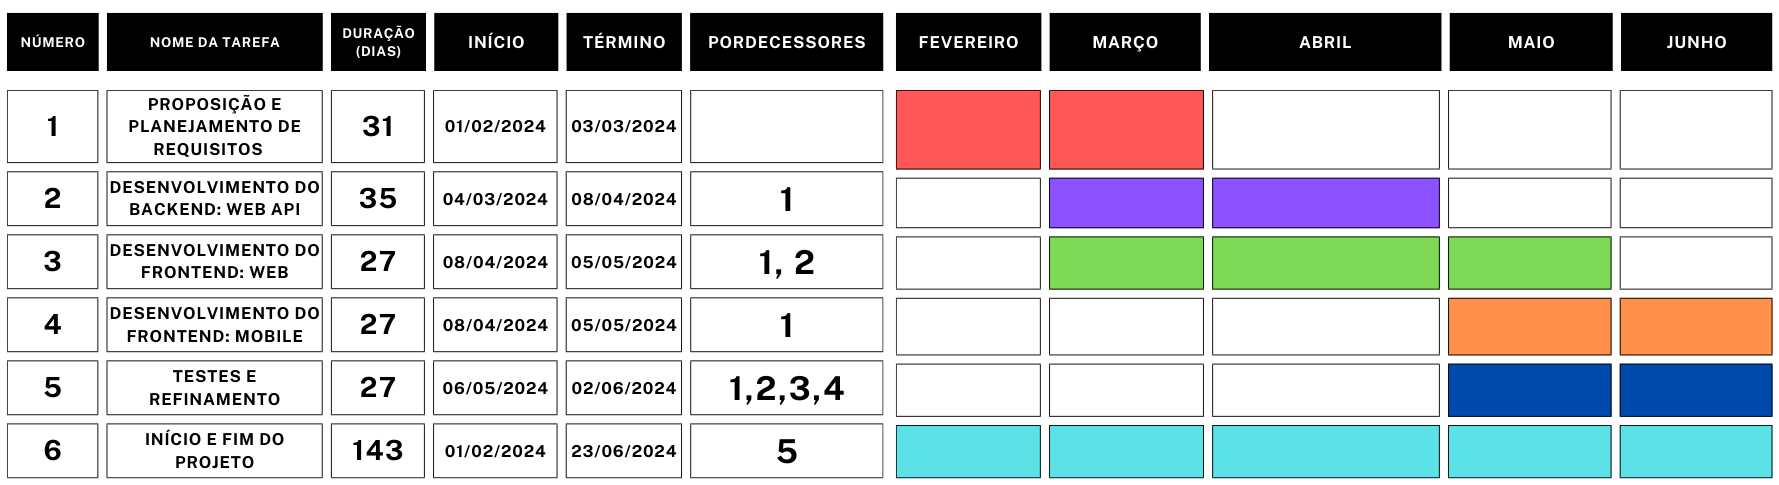 NÚMERO
NOME DA TAREFA
DURAÇÃO
(DIAS)
INÍCIO
TÉRMINO
PORDECESSORES
FEVEREIRO
MARÇO
ABRIL
MAIO
JUNHO
1
PROPOSIÇÃO E
PLANEJAMENTO DE
REQUISITOS
31
01/02/2024
03/03/2024
2
DESENVOLVIMENTO DO
BACKEND: WEB API
35
04/03/2024
08/04/2024
1
3
DESENVOLVIMENTO DO
FRONTEND: WEB
27
08/04/2024
05/05/2024
1, 2
4
DESENVOLVIMENTO DO
FRONTEND: MOBILE
27
08/04/2024
05/05/2024
1
5
TESTES E
REFINAMENTO
27
06/05/2024
02/06/2024
1,2,3,4
6
INÍCIO E FIM DO
PROJETO
143
01/02/2024
23/06/2024
5